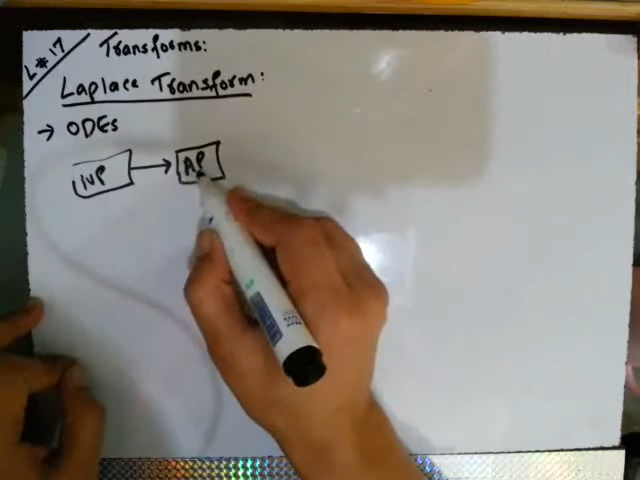 L#17
Transforms:
Laplace Transform:
→ ODEs
IVP → AP